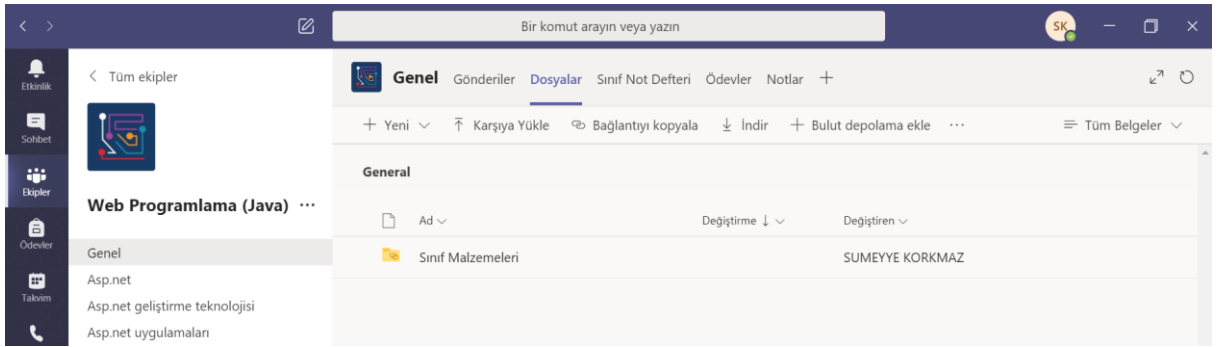 Bir komut arayın veya yazın
SK
Etkinlik
Sohbet
Ekipler
Ödevler
Takvim
Tüm ekipler
Web Programlama (Java) ...
Genel
Asp.net
Asp.net geliştirme teknolojisi
Asp.net uygulamaları
Genel Gönderiler Dosyalar Sınıf Not Defteri Ödevler Notlar +
+ Yeni Karşıya Yükle Bağlantıyı kopyala İndir + Bulut depolama ekle ... Tüm Belgeler
General
Ad Değiştirme ↓ Değiştiren
Sınıf Malzemeleri SUMEYYE KORKMAZ